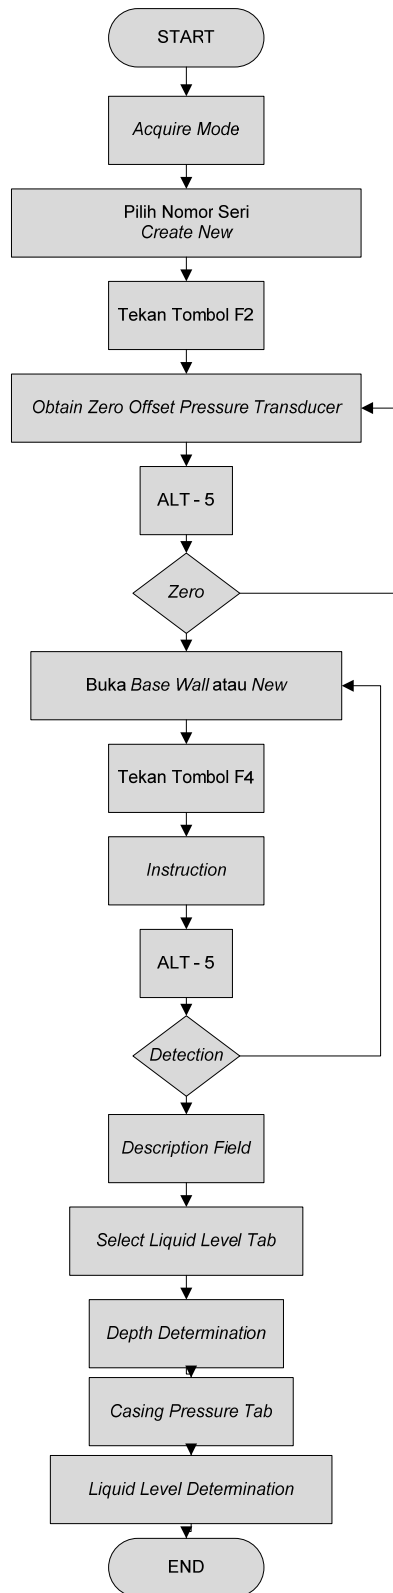 START
Acquire Mode
Pilih Nomor Seri
Create New
Tekan Tombol F2
Obtain Zero Offset Pressure Transducer
ALT - 5
Zero
Buka Base Wall atau New
Tekan Tombol F4
Instruction
ALT - 5
Detection
Description Field
Select Liquid Level Tab
Depth Determination
Casing Pressure Tab
Liquid Level Determination
END